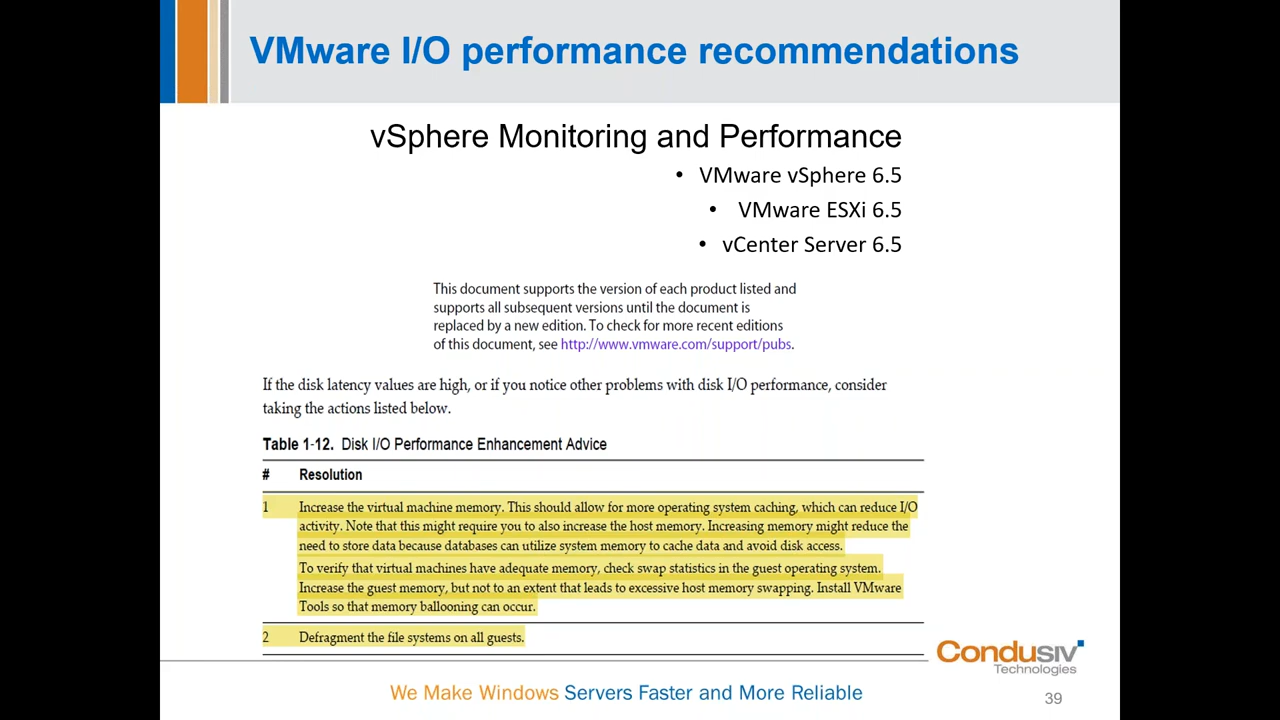 VMware I/O performance recommendations
vSphere Monitoring and Performance
• VMware vSphere 6.5
• VMware ESXi 6.5
• vCenter Server 6.5
This document supports the version of each product listed and
supports all subsequent versions until the document is
replaced by a new edition. To check for more recent editions
of this document, see http://www.vmware.com/support/pubs.
If the disk latency values are high, or if you notice other problems with disk I/O performance, consider
taking the actions listed below.
Table 1-12. Disk I/O Performance Enhancement Advice
# Resolution
1 Increase the virtual machine memory. This should allow for more operating system caching, which can reduce I/O
activity. Note that this might require you to also increase the host memory. Increasing memory might reduce the
need to store data because databases can utilize system memory to cache data and avoid disk access.
To verify that virtual machines have adequate memory, check swap statistics in the guest operating system.
Increase the guest memory, but not to an extent that leads to excessive host memory swapping. Install VMware
Tools so that memory ballooning can occur.
2 Defragment the file systems on all guests.
Condusiv
Technologies
We Make Windows Servers Faster and More Reliable
39